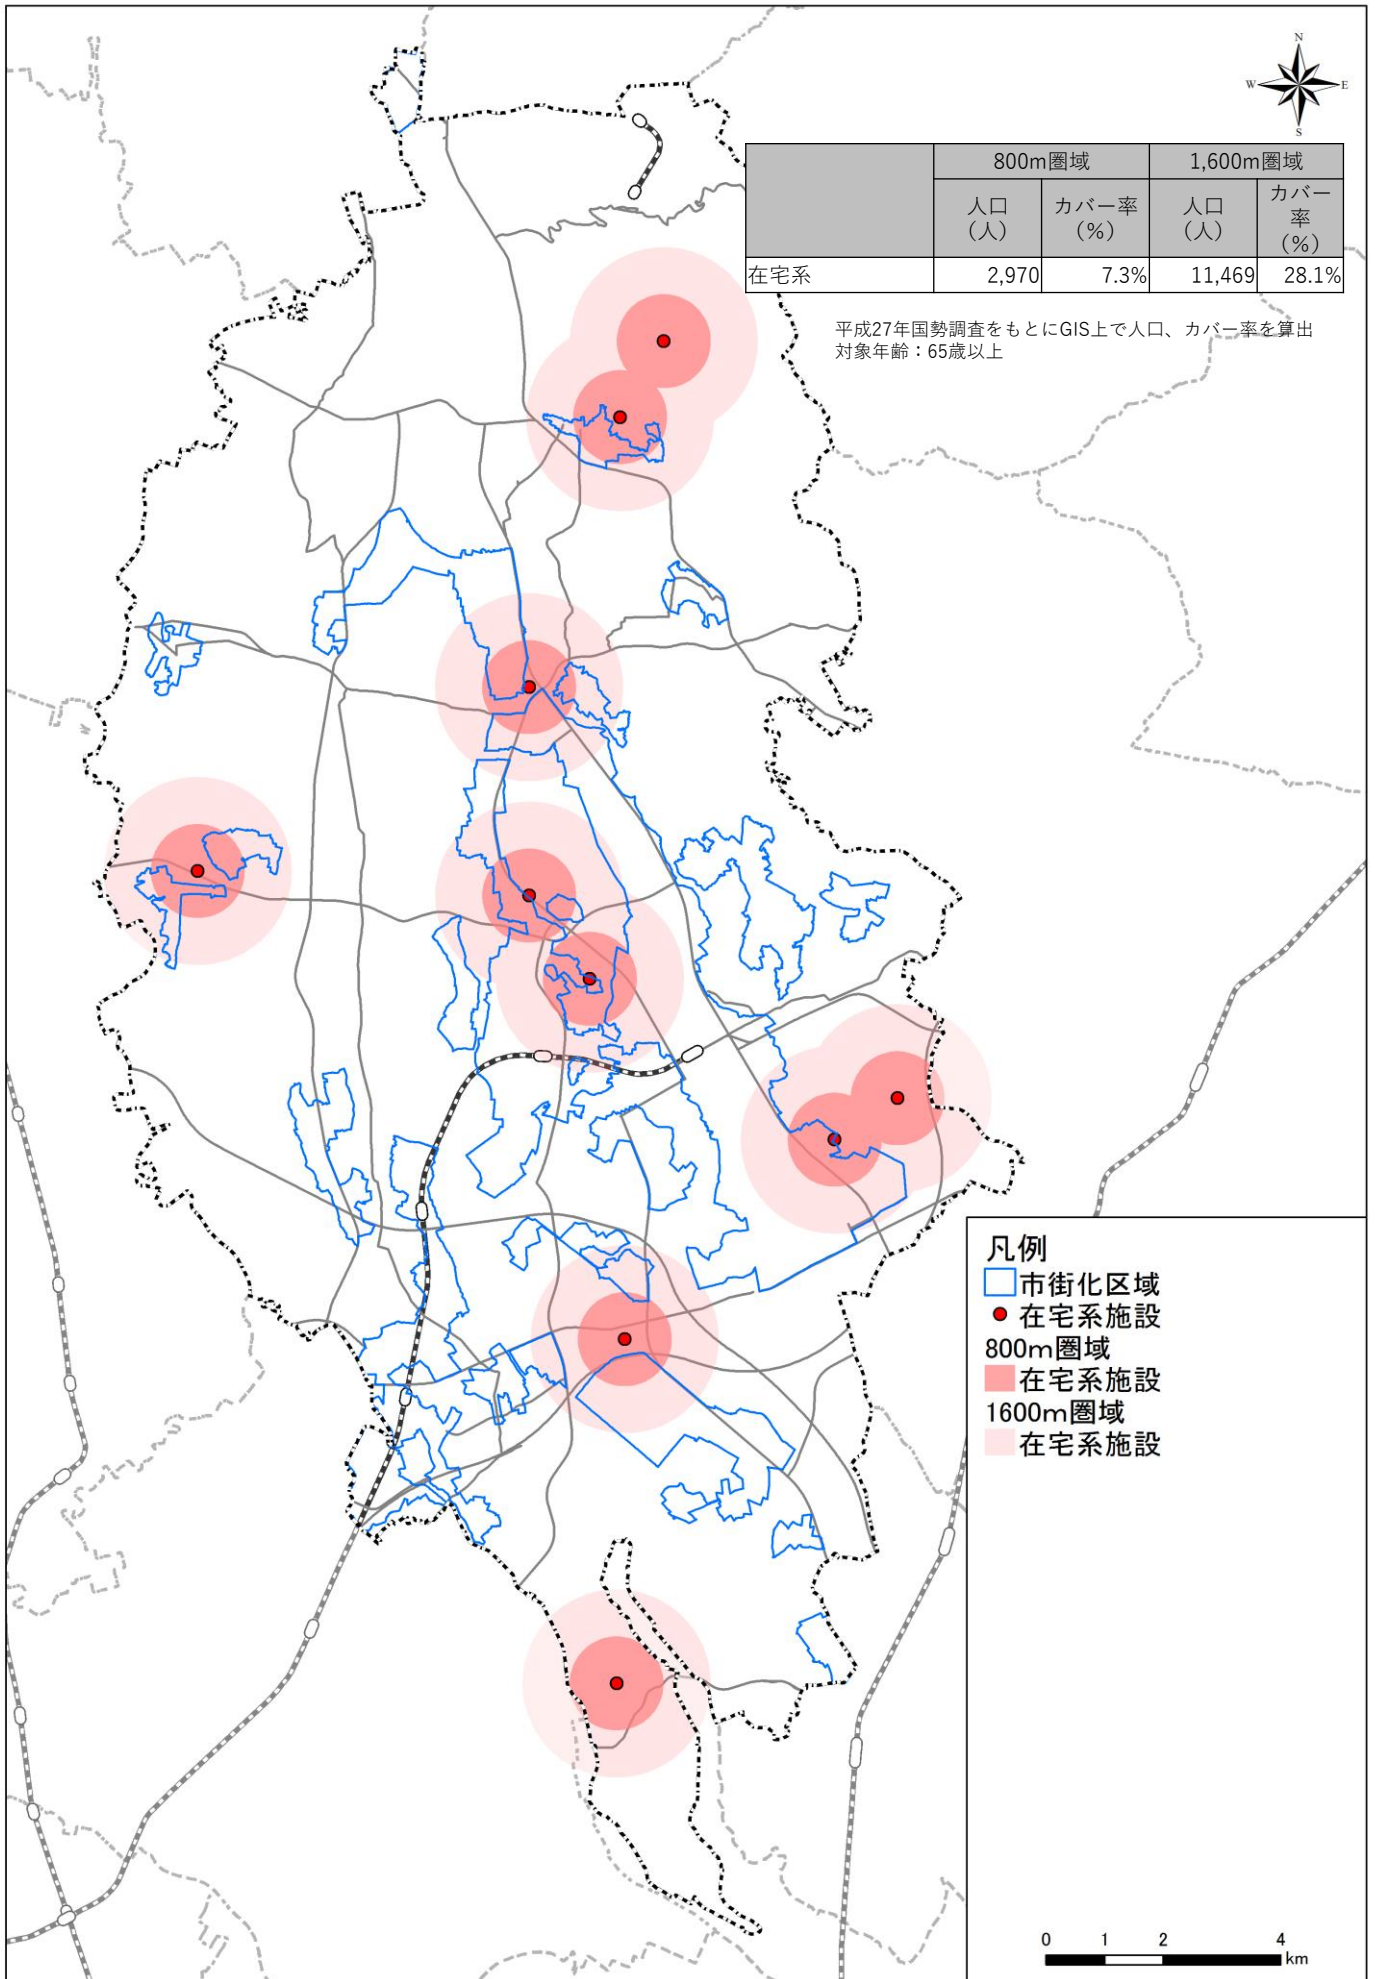 N
W E
S
800m圏域 1,600m圏域
人口
(人)
カバー率
(%)
人口
(人)
カバー
率
(%)
在宅系 2,970 7.3% 11,469 28.1%
平成27年国勢調査をもとにGIS上で人口、カバー率を算出
対象年齢：65歳以上
凡例
市街化区域
在宅系施設
800m圏域
在宅系施設
1600m圏域
在宅系施設
0 1 2 4
km